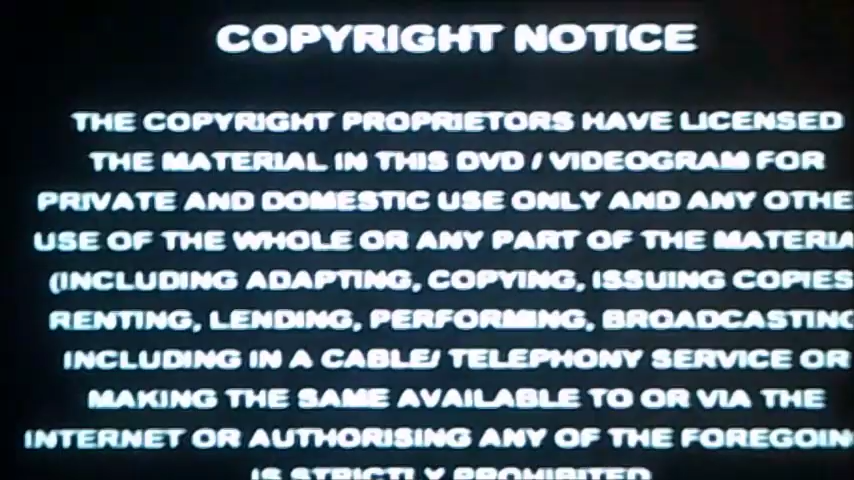 COPYRIGHT NOTICE
THE COPYRIGHT PROPRIETORS HAVE LICENSED
THE MATERIAL IN THIS DVD / VIDEOGRAM FOR
PRIVATE AND DOMESTIC USE ONLY AND ANY OTHE
USE OF THE WHOLE OR ANY PART OF THE MATERIA
(INCLUDING ADAPTING, COPYING, ISSUING COPIES
RENTING, LENDING, PERFORMING, BROADCASTING
INCLUDING IN A CABLE/ TELEPHONY SERVICE OR
MAKING THE SAME AVAILABLE TO OR VIA THE
INTERNET OR AUTHORISING ANY OF THE FOREGOIN
IS STRICTLY PROHIBITED